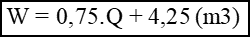 W = 0,75.Q + 4,25 (m3)